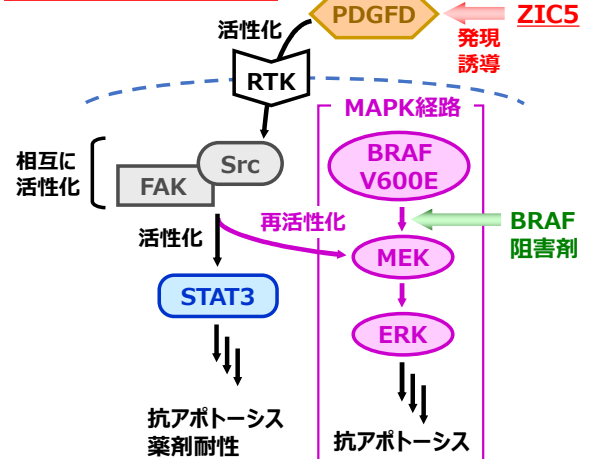 PDGFD
ZIC5
活性化
発現
誘導
RTK
MAPK経路
相互に
活性化
Src
FAK
BRAF
V600E
再活性化
活性化
BRAF
阻害剤
MEK
STAT3
ERK
抗アポトーシス
薬剤耐性
抗アポトーシス